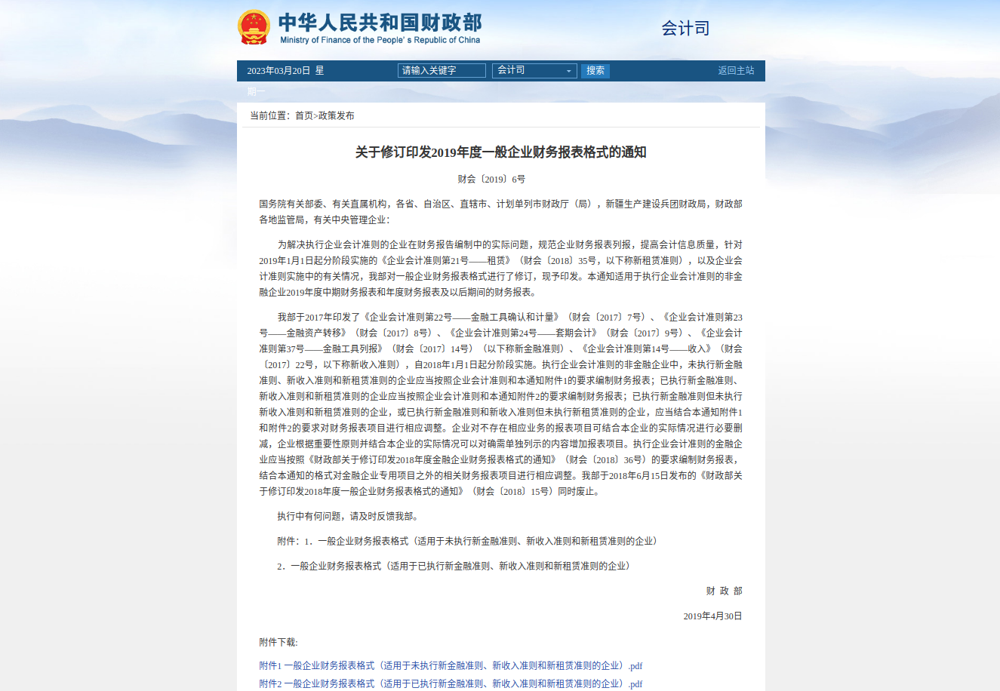 中华人民共和国财政部
Ministry of Finance of the People's Republic of China
会计司
2023年03月20日 星
期一
请输入关键字
会计司
搜索
返回主站
当前位置：首页>政策发布
关于修订印发2019年度一般企业财务报表格式的通知
财会〔2019〕6号
国务院有关部委、有关直属机构，各省、自治区、直辖市、计划单列市财政厅（局），新疆生产建设兵团财政局，财政部
各地监管局，有关中央管理企业：
为解决执行企业会计准则的企业在财务报告编制中的实际问题，规范企业财务报表列报，提高会计信息质量，针对
2019年1月1日起分阶段实施的《企业会计准则第21号——租赁》（财会〔2018〕35号，以下称新租赁准则），以及企业会
计准则实施中的有关情况，我部对一般企业财务报表格式进行了修订，现予印发。本通知适用于执行企业会计准则的非金
融企业2019年度中期财务报表和年度财务报表及以后期间的财务报表。
我部于2017年印发了《企业会计准则第22号——金融工具确认和计量》（财会〔2017〕7号）、《企业会计准则第23
号——金融资产转移》（财会〔2017〕8号）、《企业会计准则第24号——套期会计》（财会〔2017〕9号）、《企业会计
准则第37号——金融工具列报》（财会〔2017〕14号）（以下称新金融准则）、《企业会计准则第14号——收入》（财会
〔2017〕22号，以下称新收入准则），自2018年1月1日起分阶段实施。执行企业会计准则的非金融企业中，未执行新金融
准则、新收入准则和新租赁准则的企业应当按照企业会计准则和本通知附件1的要求编制财务报表；已执行新金融准则、
新收入准则和新租赁准则的企业应当按照企业会计准则和本通知附件2的要求编制财务报表；已执行新金融准则但未执行
新收入准则和新租赁准则的企业，或已执行新金融准则和新收入准则但未执行新租赁准则的企业，应当结合本通知附件1
和附件2的要求对财务报表项目进行相应调整。企业对不存在相应业务的报表项目可结合本企业的实际情况进行必要删
减，企业根据重要性原则并结合本企业的实际情况可以对确需单独列示的内容增加报表项目。执行企业会计准则的金融企
业应当按照《财政部关于修订印发2018年度金融企业财务报表格式的通知》（财会〔2018〕36号）的要求编制财务报表，
结合本通知的格式对金融企业专用项目之外的相关财务报表项目进行相应调整。我部于2018年6月15日发布的《财政部关
于修订印发2018年度一般企业财务报表格式的通知》（财会〔2018〕15号）同时废止。
执行中有何问题，请及时反馈我部。
附件：1．一般企业财务报表格式（适用于未执行新金融准则、新收入准则和新租赁准则的企业）
2．一般企业财务报表格式（适用于已执行新金融准则、新收入准则和新租赁准则的企业）
财 政 部
2019年4月30日
附件下载:
附件1 一般企业财务报表格式（适用于未执行新金融准则、新收入准则和新租赁准则的企业）.pdf
附件2 一般企业财务报表格式（适用于已执行新金融准则、新收入准则和新租赁准则的企业）.pdf